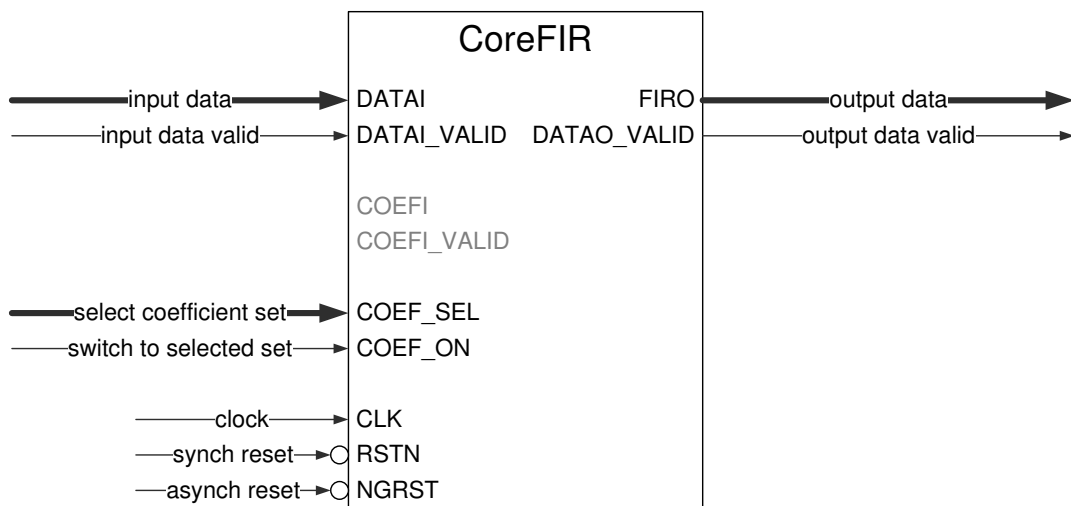 CoreFIR
input data DATAI FIRO output data
input data valid DATAI_VALID DATAO_VALID output data valid
COEFI
COEFI_VALID
select coefficient set COEF_SEL
switch to selected set COEF_ON
clock CLK
synch reset RSTN
asynch reset NGRST